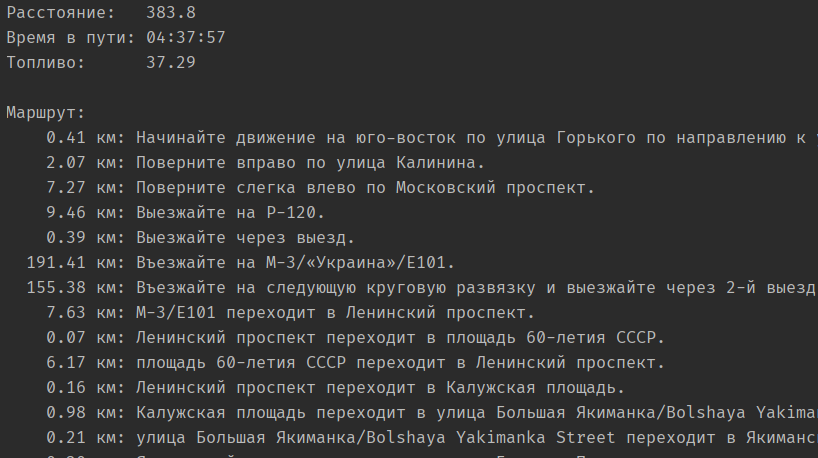 Расстояние: 383.8
Время в пути: 04:37:57
Топливо: 37.29
Маршрут:
0.41 км: Начинайте движение на юго-восток по улица Горького по направлению к
2.07 км: Поверните вправо по улица Калинина.
7.27 км: Поверните слегка влево по Московский проспект.
9.46 км: Выезжайте на Р-120.
0.39 км: Выезжайте через выезд.
191.41 км: Въезжайте на М-3/«Украина»/E101.
155.38 км: Въезжайте на следующую круговую развязку и выезжайте через 2-й выезд
7.63 км: М-3/E101 переходит в Ленинский проспект.
0.07 км: Ленинский проспект переходит в площадь 60-летия СССР.
6.17 км: площадь 60-летия СССР переходит в Ленинский проспект.
0.16 км: Ленинский проспект переходит в Калужская площадь.
0.98 км: Калужская площадь переходит в улица Большая Якиманка/Bolshaya Yakima
0.21 км: улица Большая Якиманка/Bolshaya Yakimanka Street переходит в Якиманс